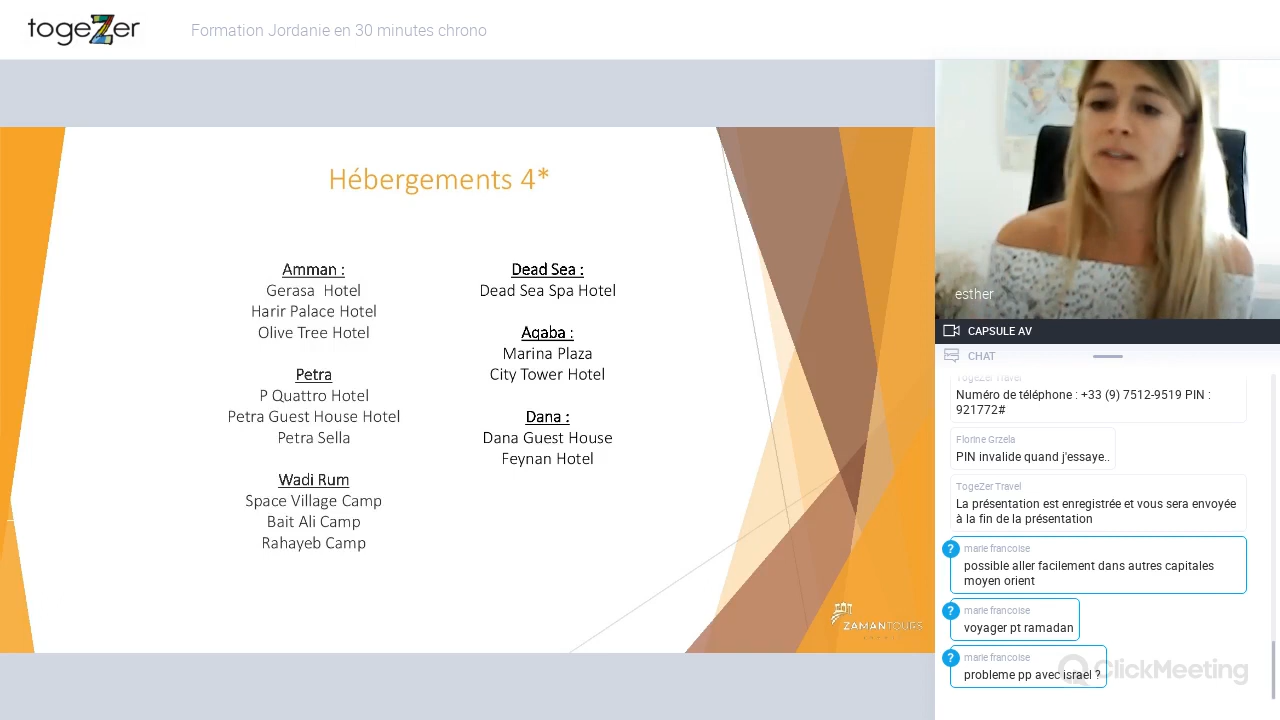 togeZer
Formation Jordanie en 30 minutes chrono
Hébergements 4*
Amman :
Gerasa Hotel
Harir Palace Hotel
Olive Tree Hotel
Petra
P Quattro Hotel
Petra Guest House Hotel
Petra Sella
Wadi Rum
Space Village Camp
Bait Ali Camp
Rahayeb Camp
Dead Sea :
Dead Sea Spa Hotel
Aqaba :
Marina Plaza
City Tower Hotel
Dana :
Dana Guest House
Feynan Hotel
ZAMANTOURS
esther
CAPSULE AV
CHAT
TogeZer Travel
Numéro de téléphone : +33 (9) 7512-9519 PIN :
921772#
Florine Grzela
PIN invalide quand j'essaye..
TogeZer Travel
La présentation est enregistrée et vous sera envoyée
à la fin de la présentation
?
marie francoise
possible aller facilement dans autres capitales
moyen orient
?
marie francoise
voyager pt ramadan
?
marie francoise
probleme pp avec israel ?
ClickMeeting